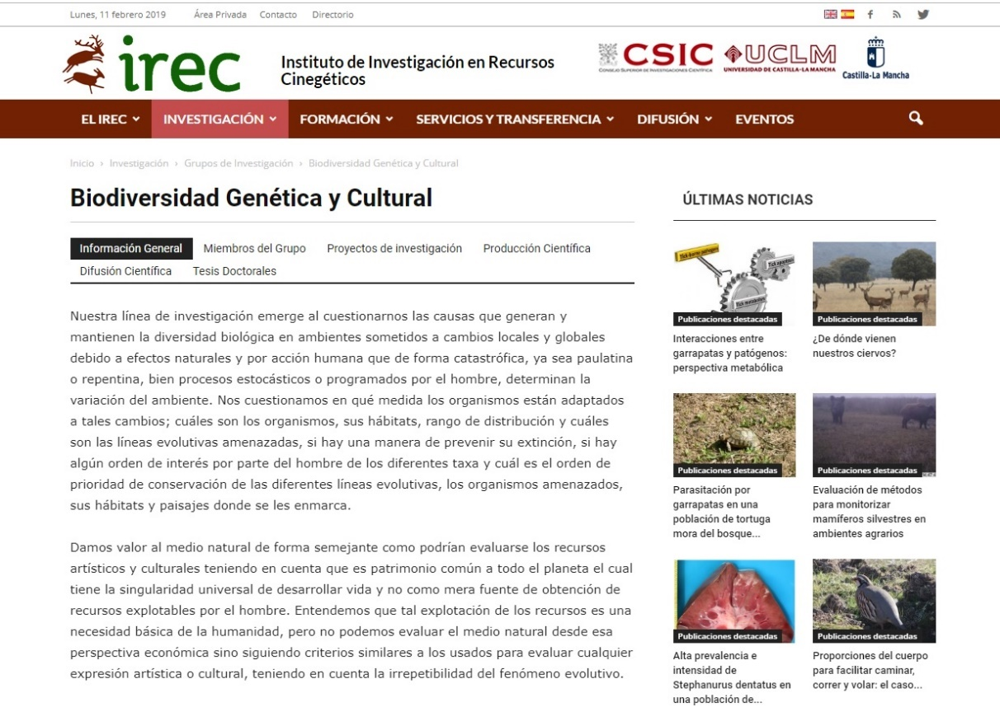 Lunes, 11 febrero 2019 Área Privada Contacto Directorio
irec
Instituto de Investigación en Recursos
Cinegéticos
CSIC
CONSEJO SUPERIOR DE INVESTIGACIONES CIENTÍFICAS
UCLM
UNIVERSIDAD DE CASTILLA-LA MANCHA
Castilla-La Mancha
EL IREC INVESTIGACIÓN FORMACIÓN SERVICIOS Y TRANSFERENCIA DIFUSIÓN EVENTOS
Inicio › Investigación › Grupos de Investigación › Biodiversidad Genética y Cultural
Biodiversidad Genética y Cultural
Información General Miembros del Grupo Proyectos de investigación Producción Científica
Difusión Científica Tesis Doctorales
Nuestra línea de investigación emerge al cuestionarnos las causas que generan y
mantienen la diversidad biológica en ambientes sometidos a cambios locales y globales
debido a efectos naturales y por acción humana que de forma catastrófica, ya sea paulatina
o repentina, bien procesos estocásticos o programados por el hombre, determinan la
variación del ambiente. Nos cuestionamos en qué medida los organismos están adaptados
a tales cambios; cuáles son los organismos, sus hábitats, rango de distribución y cuáles
son las líneas evolutivas amenazadas, si hay una manera de prevenir su extinción, si hay
algún orden de interés por parte del hombre de los diferentes taxa y cuál es el orden de
prioridad de conservación de las diferentes líneas evolutivas, los organismos amenazados,
sus hábitats y paisajes donde se les enmarca.
Damos valor al medio natural de forma semejante como podrían evaluarse los recursos
artísticos y culturales teniendo en cuenta que es patrimonio común a todo el planeta el cual
tiene la singularidad universal de desarrollar vida y no como mera fuente de obtención de
recursos explotables por el hombre. Entendemos que tal explotación de los recursos es una
necesidad básica de la humanidad, pero no podemos evaluar el medio natural desde esa
perspectiva económica sino siguiendo criterios similares a los usados para evaluar cualquier
expresión artística o cultural, teniendo en cuenta la irrepetibilidad del fenómeno evolutivo.
ÚLTIMAS NOTICIAS
Tick-borne pathogen
Tick apoptosis
Tick metabolism
Publicaciones destacadas
Interacciones entre
garrapatas y patógenos:
perspectiva metabólica
Publicaciones destacadas
¿De dónde vienen
nuestros ciervos?
Publicaciones destacadas
Parasitación por
garrapatas en una
población de tortuga
mora del bosque...
Publicaciones destacadas
Evaluación de métodos
para monitorizar
mamíferos silvestres en
ambientes agrarios
Publicaciones destacadas
Alta prevalencia e
intensidad de
Stephanurus dentatus en
una población de...
Publicaciones destacadas
Proporciones del cuerpo
para facilitar caminar,
correr y volar: el caso...